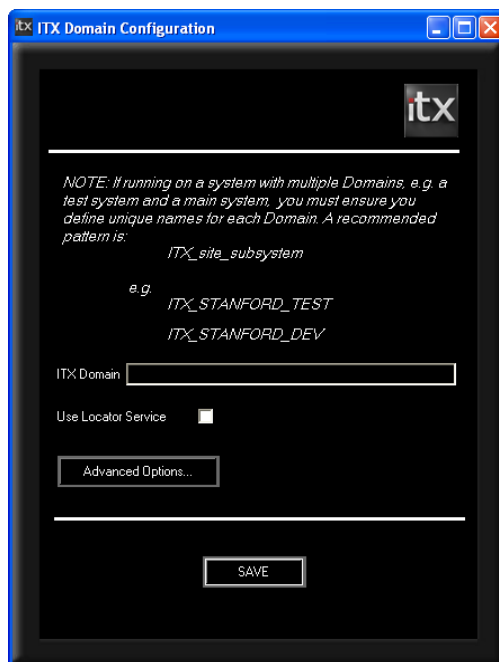 itx ITX Domain Configuration
itx
NOTE: If running on a system with multiple Domains, e.g. a
test system and a main system, you must ensure you
define unique names for each Domain. A recommended
pattern is:
ITX_site_subsystem
e.g.
ITX_STANFORD_TEST
ITX_STANFORD_DEV
ITX Domain
Use Locator Service
Advanced Options...
SAVE